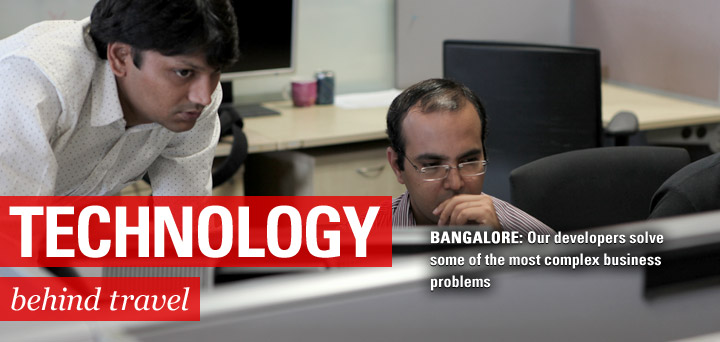 TECHNOLOGY
behind travel
BANGALORE: Our developers solve
some of the most complex business
problems